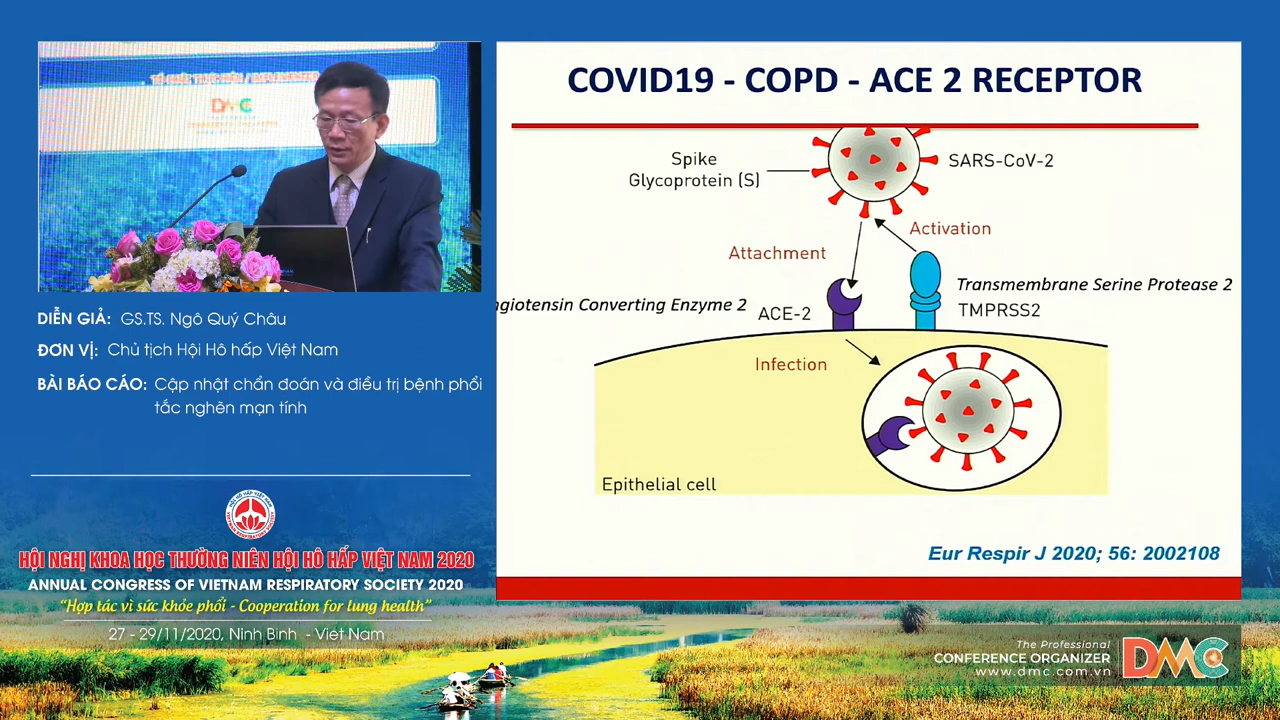 DMC
DIỄN GIẢ: GS.TS. Ngô Quý Châu
ĐƠN VỊ: Chủ tịch Hội Hô hấp Việt Nam
BÀI BÁO CÁO: Cập nhật chẩn đoán và điều trị bệnh phổi
tắc nghẽn mạn tính
HỘI NGHỊ KHOA HỌC THƯỜNG NIÊN HỘI HÔ HẤP VIỆT NAM 2020
ANNUAL CONGRESS OF VIETNAM RESPIRATORY SOCIETY 2020
“Hợp tác vì sức khỏe phổi - Cooperation for lung health”
27 - 29/11/2020, Ninh Bình - Việt Nam
COVID19 - COPD - ACE 2 RECEPTOR
Spike
Glycoprotein (S)
SARS-CoV-2
Activation
Attachment
Transmembrane Serine Protease 2
TMPRSS2
ngiotensin Converting Enzyme 2
ACE-2
Infection
Epithelial cell
Eur Respir J 2020; 56: 2002108
The Professional
CONFERENCE ORGANIZER
www.dmc.com.vn
DMC